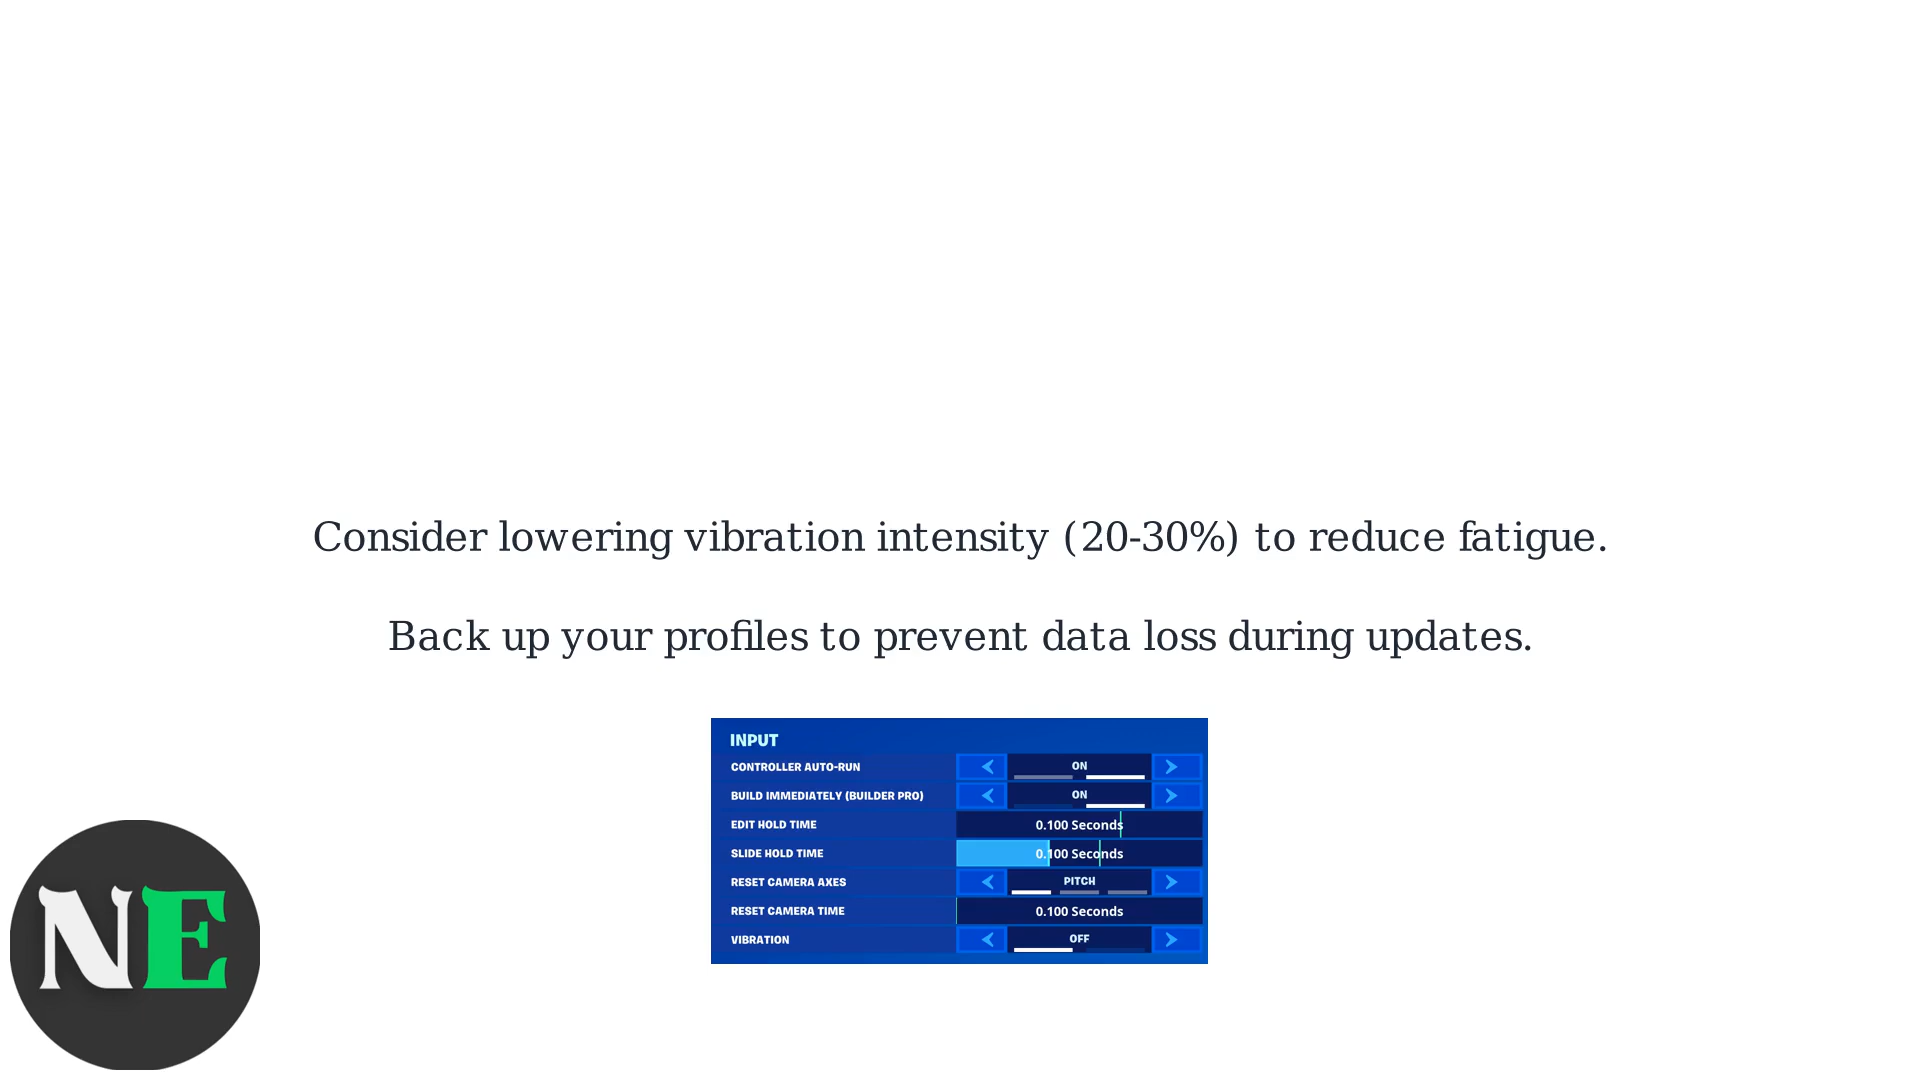 Consider lowering vibration intensity (20-30%) to reduce fatigue.
Back up your profiles to prevent data loss during updates.
INPUT
CONTROLLER AUTO-RUN ON
BUILD IMMEDIATELY (BUILDER PRO) ON
EDIT HOLD TIME 0.100 Seconds
SLIDE HOLD TIME 0.100 Seconds
RESET CAMERA AXES PITCH
RESET CAMERA TIME 0.100 Seconds
VIBRATION OFF
NE